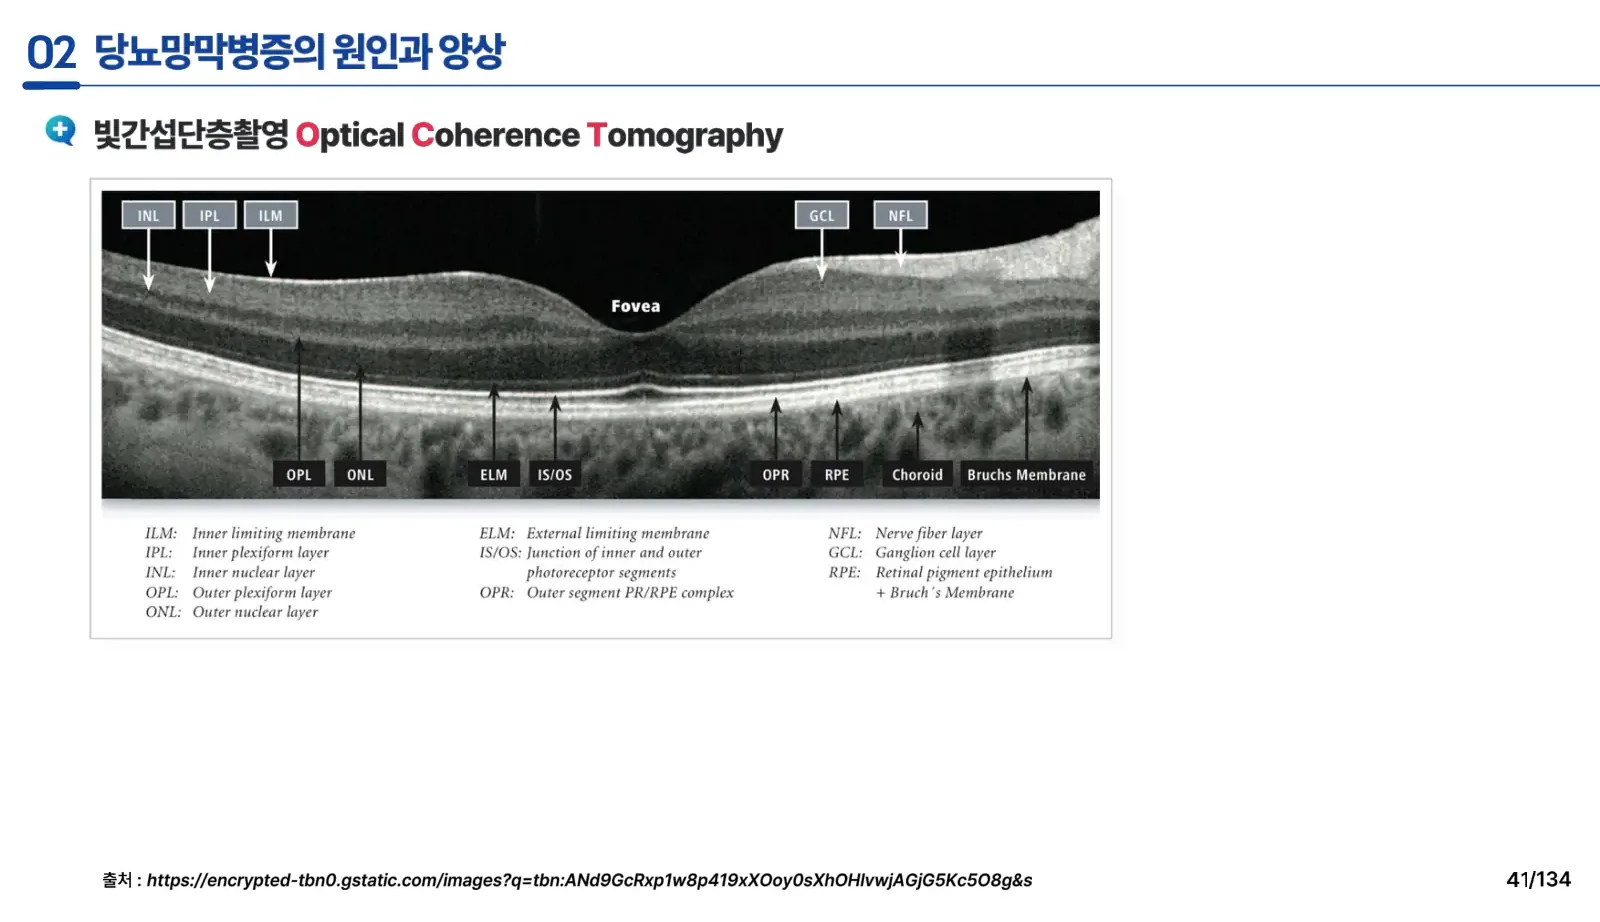 02 당뇨망막병증의 원인과 양상
빛간섭단층촬영 Optical Coherence Tomography
INL IPL ILM GCL NFL
Fovea
OPL ONL ELM IS/OS OPR RPE Choroid Bruchs Membrane
ILM: Inner limiting membrane
IPL: Inner plexiform layer
INL: Inner nuclear layer
OPL: Outer plexiform layer
ONL: Outer nuclear layer
ELM: External limiting membrane
IS/OS: Junction of inner and outer
photoreceptor segments
OPR: Outer segment PR/RPE complex
NFL: Nerve fiber layer
GCL: Ganglion cell layer
RPE: Retinal pigment epithelium
+ Bruch´s Membrane
출처 : https://encrypted-tbn0.gstatic.com/images?q=tbn:ANd9GcRxp1w8p419xXOoy0sXhOHlvwjAGjG5Kc5O8g&s
41/134